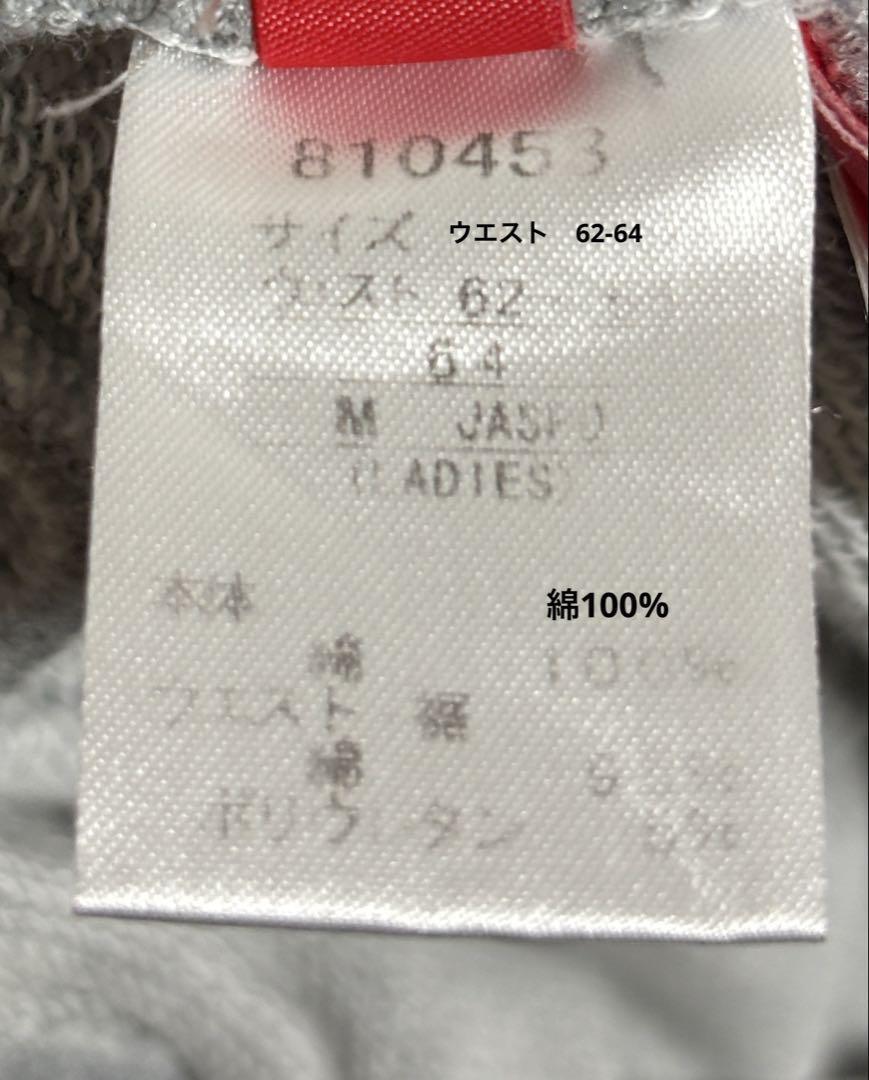 810453
サイズ ウエスト 62-64
ウエスト 62
64
M JASPO
(LADIES)
本体 綿100%
綿 100%
ウエスト 裾
綿
ポリウレタン